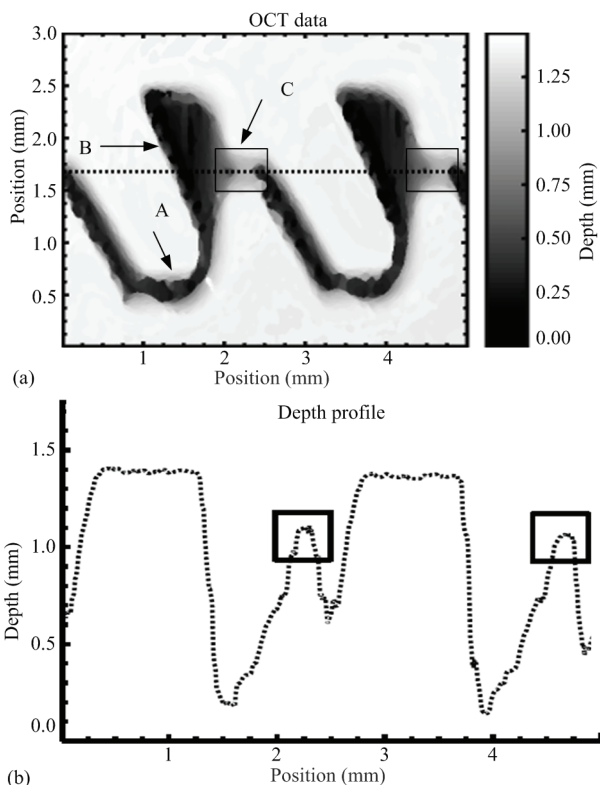 OCT data
3.0
2.5
2.0
1.5
1.0
0.5
Position (mm)
A
B
C
1
2
3
4
Position (mm)
1.25
1.00
0.75
0.50
0.25
0.00
Depth (mm)
(a)
Depth profile
1.5
1.0
0.5
0.0
Depth (mm)
1
2
3
4
Position (mm)
(b)